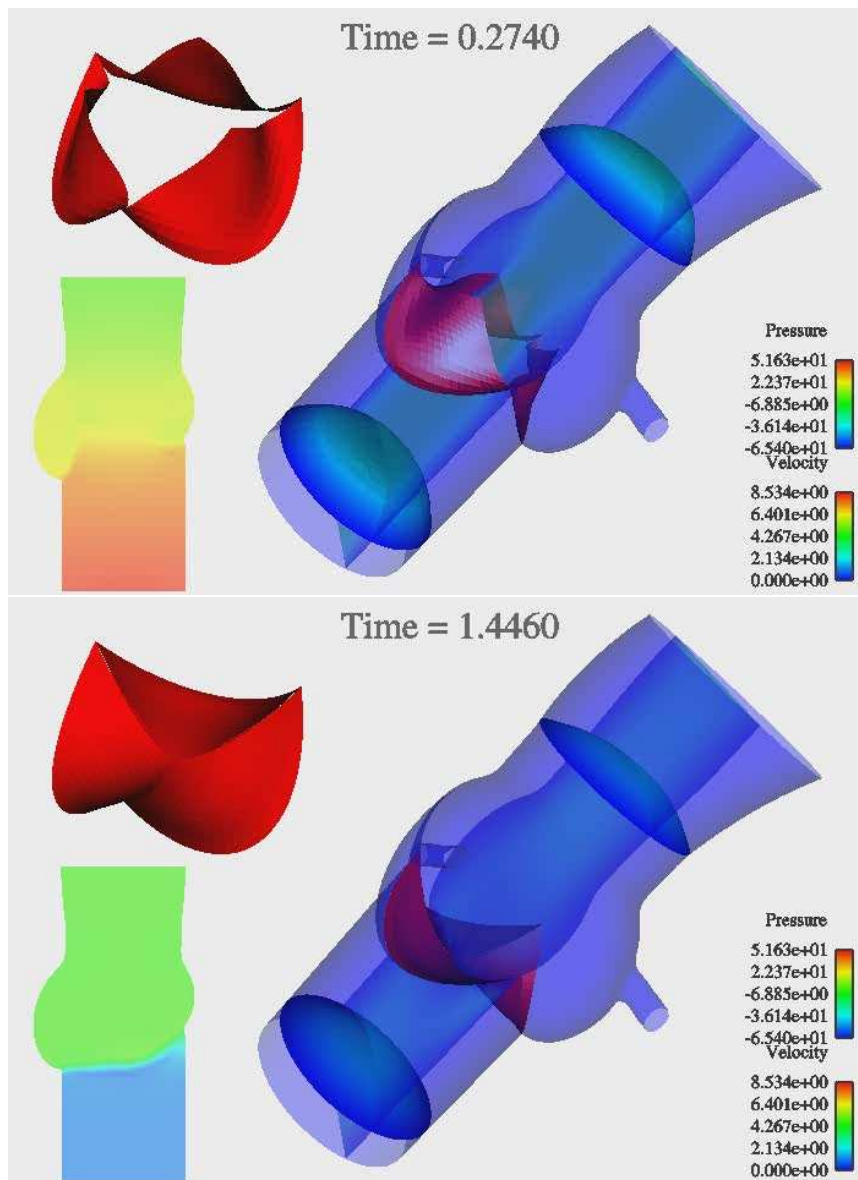 Time = 0.2740
Pressure
5.163e+01
2.237e+01
-6.885e+00
-3.614e+01
-6.540e+01
Velocity
8.534e+00
6.401e+00
4.267e+00
2.134e+00
0.000e+00
Time = 1.4460
Pressure
5.163e+01
2.237e+01
-6.885e+00
-3.614e+01
-6.540e+01
Velocity
8.534e+00
6.401e+00
4.267e+00
2.134e+00
0.000e+00